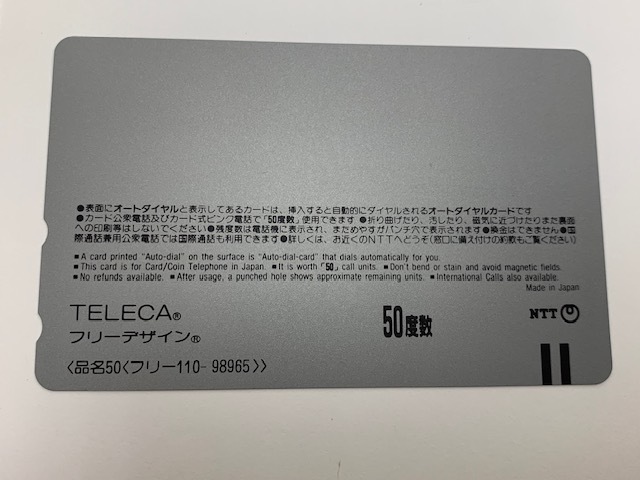 ●表面にオートダイヤルと表示してあるカードは、挿入すると自動的にダイヤルされるオートダイヤルカードです
●カード公衆電話及びカード式ピンク電話で「50度数」使用できます●折り曲げたり、汚したり、磁気に近づけたりまた裏面
への印刷等はしないでください●残度数は電話機に表示され、まためやすがパンチ穴で表示されます●換金はできません●国
際通話兼用公衆電話では国際通話も利用できます●詳しくは、お近くのNTTへどうぞ(窓口に備え付けの約款もご覧ください)
■A card printed "Auto-dial" on the surface is "Auto-dial-card" that dials automatically for you.
■This card is for Card/Coin Telephone in Japan. ■It is worth「50」call units. ■Don't bend or stain and avoid magnetic fields.
■No refunds available. ■After usage, a punched hole shows approximate remaining units. ■International Calls also available.
Made in Japan
TELECA®
フリーデザイン®
50度数
NTT
〈品名50〈フリー110-98965〉〉